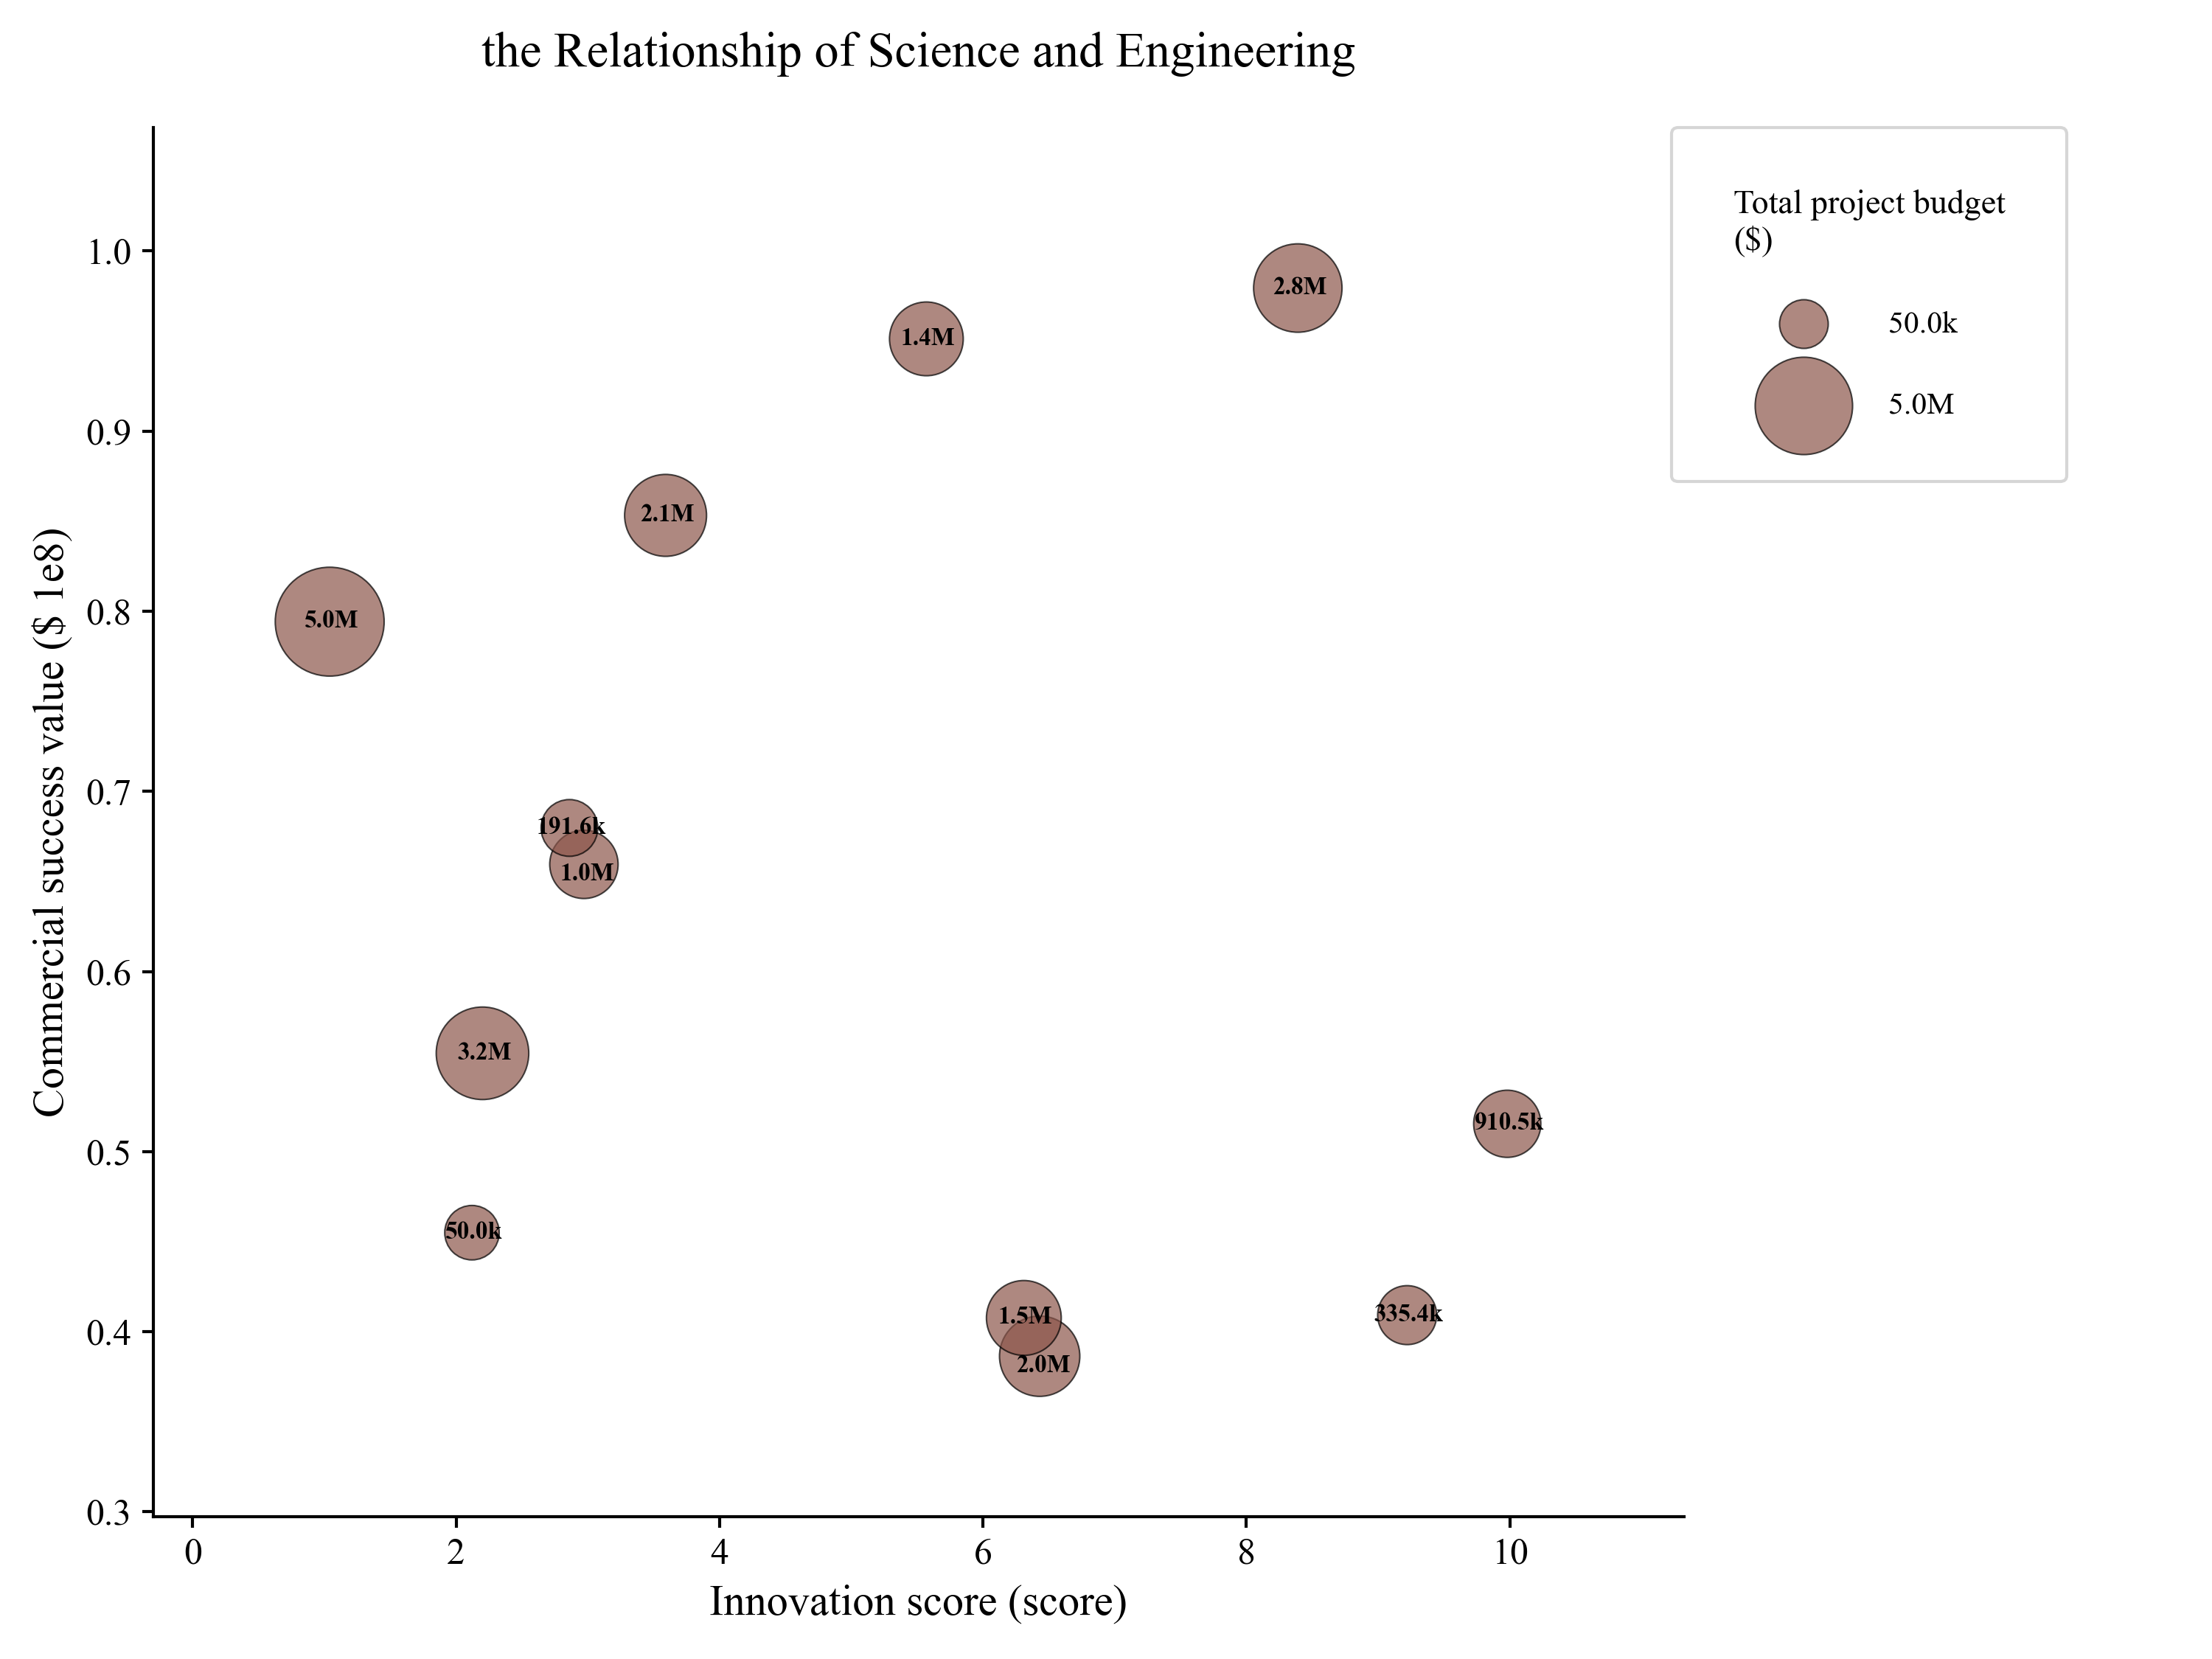 the Relationship of Science and Engineering
Total project budget
($)
50.0k
5.0M
Commercial success value ($ 1e8)
1.0
0.9
0.8
0.7
0.6
0.5
0.4
0.3
2.8M
1.4M
2.1M
5.0M
191.6k
1.0M
3.2M
910.5k
50.0k
1.5M
335.4k
2.0M
0 2 4 6 8 10
Innovation score (score)